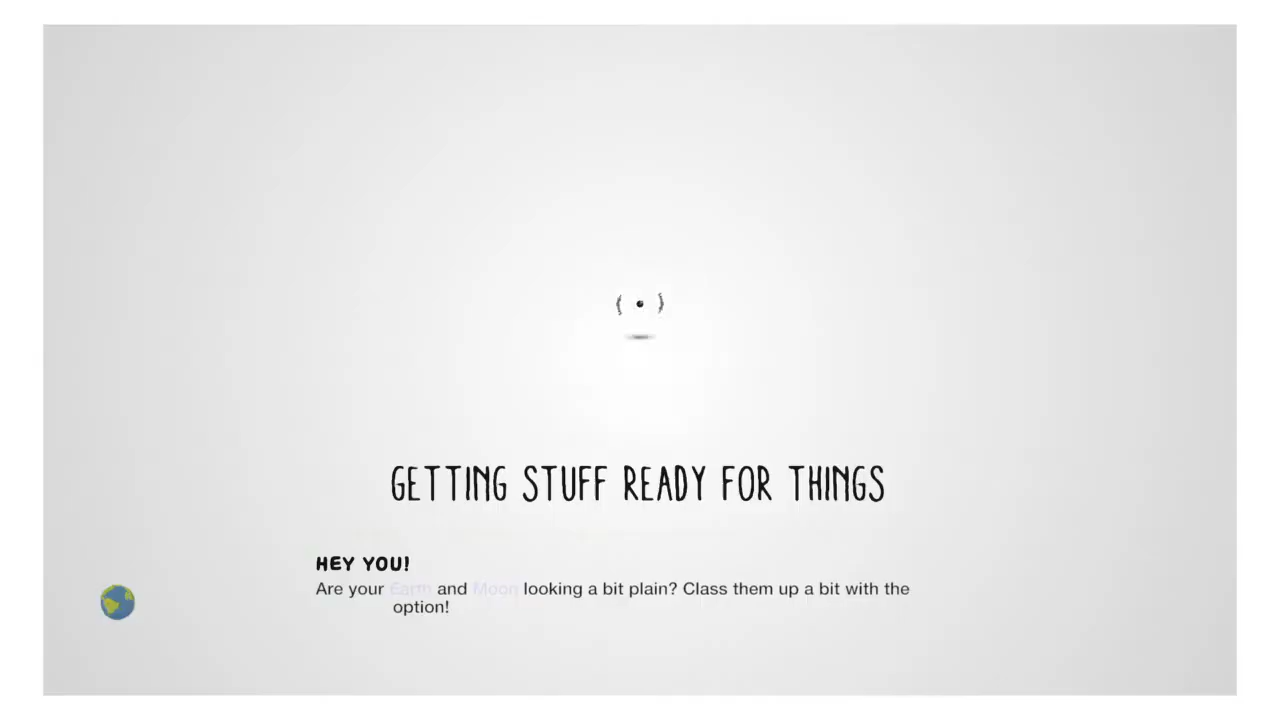 GETTING STUFF READY FOR THINGS
HEY YOU!
Are your Earth and Moon looking a bit plain? Class them up a bit with the
option!